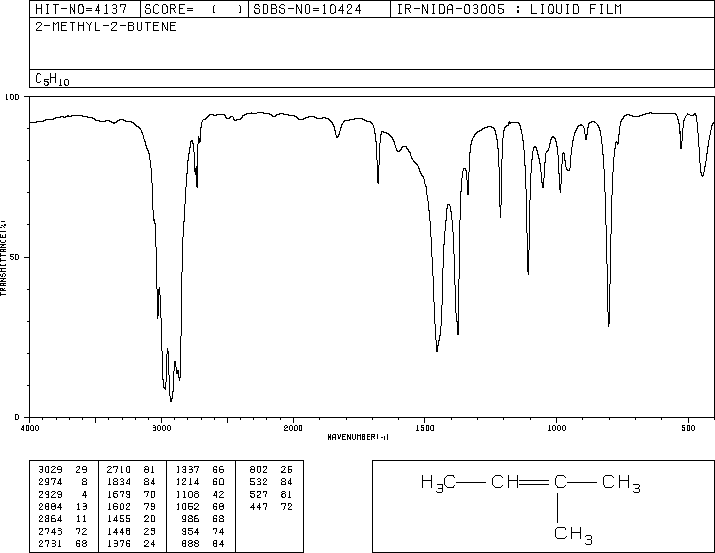 HIT-NO=4137 SCORE= ( ) SDBS-NO=10424 IR-NIDA-03005 : LIQUID FILM
2-METHYL-2-BUTENE
C5H10
100
50
0
TRANSMITTANCE(%)
4000 3000 2000 1500 1000 500
WAVENUMBER(-1)
3029 29 2710 81 1337 66 802 26
2974 8 1834 84 1214 60 532 84
2929 4 1679 70 1108 42 527 81
2884 13 1602 79 1052 68 447 72
2864 11 1455 20 986 68
2745 72 1448 29 954 74
2731 68 1376 24 888 84
H3C CH C CH3
CH3